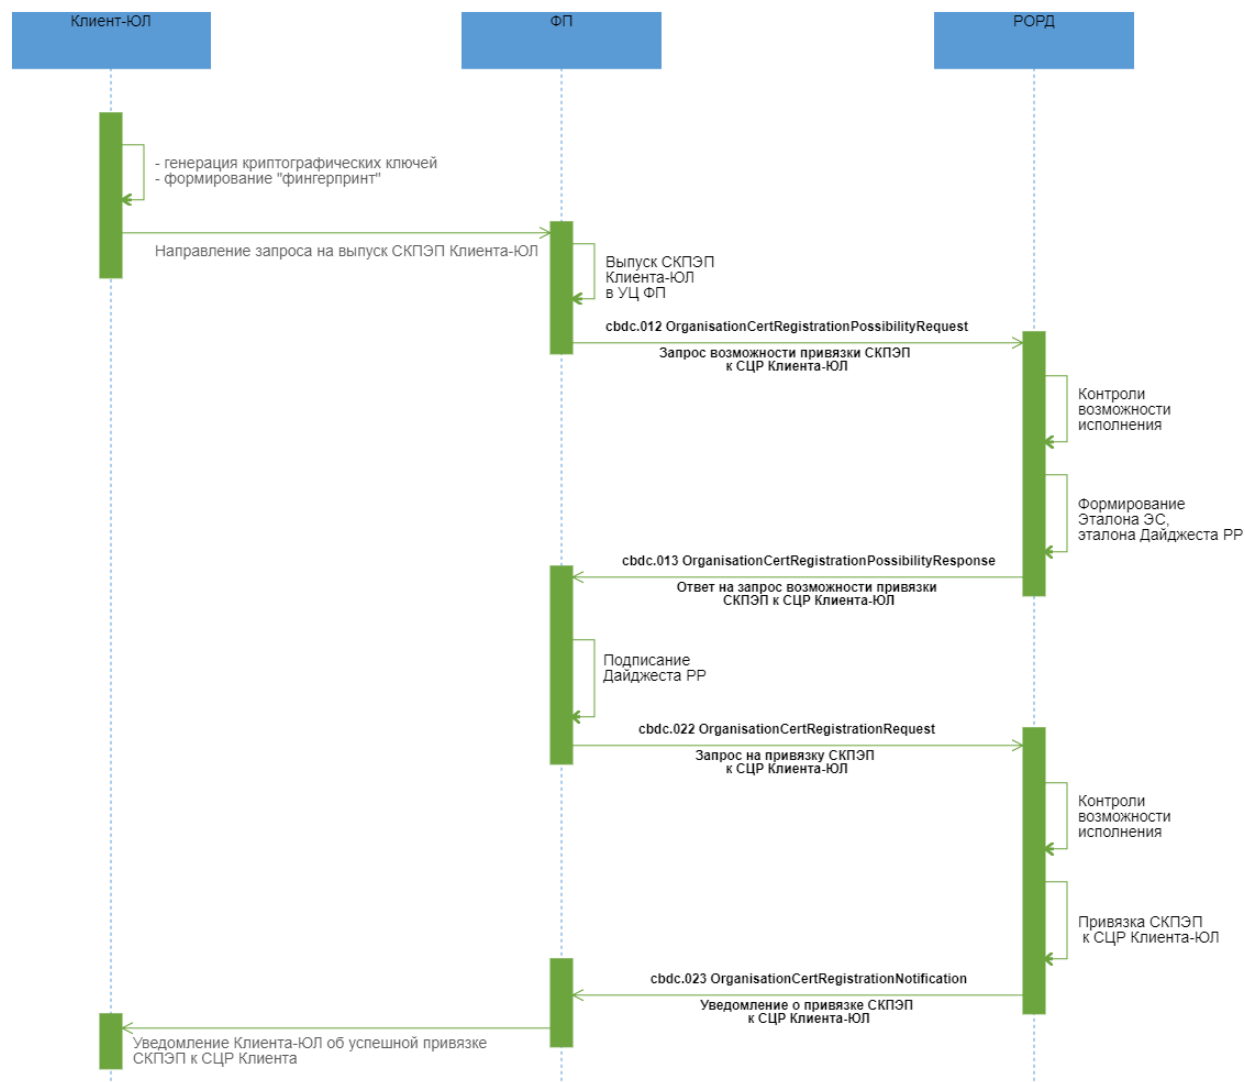 Клиент-ЮЛ
ФП
РОРД
- генерация криптографических ключей
- формирование "фингерпринт"
Направление запроса на выпуск СКПЭП Клиента-ЮЛ
Выпуск СКПЭП
Клиента-ЮЛ
в УЦ ФП
cbdc.012 OrganisationCertRegistrationPossibilityRequest
Запрос возможности привязки СКПЭП
к СЦР Клиента-ЮЛ
Контроли
возможности
исполнения
Формирование
Эталона ЭС,
эталона Дайджеста РР
cbdc.013 OrganisationCertRegistrationPossibilityResponse
Ответ на запрос возможности привязки
СКПЭП к СЦР Клиента-ЮЛ
Подписание
Дайджеста РР
cbdc.022 OrganisationCertRegistrationRequest
Запрос на привязку СКПЭП
к СЦР Клиента-ЮЛ
Контроли
возможности
исполнения
Привязка СКПЭП
к СЦР Клиента-ЮЛ
cbdc.023 OrganisationCertRegistrationNotification
Уведомление о привязке СКПЭП
к СЦР Клиента-ЮЛ
Уведомление Клиента-ЮЛ об успешной привязке
СКПЭП к СЦР Клиента